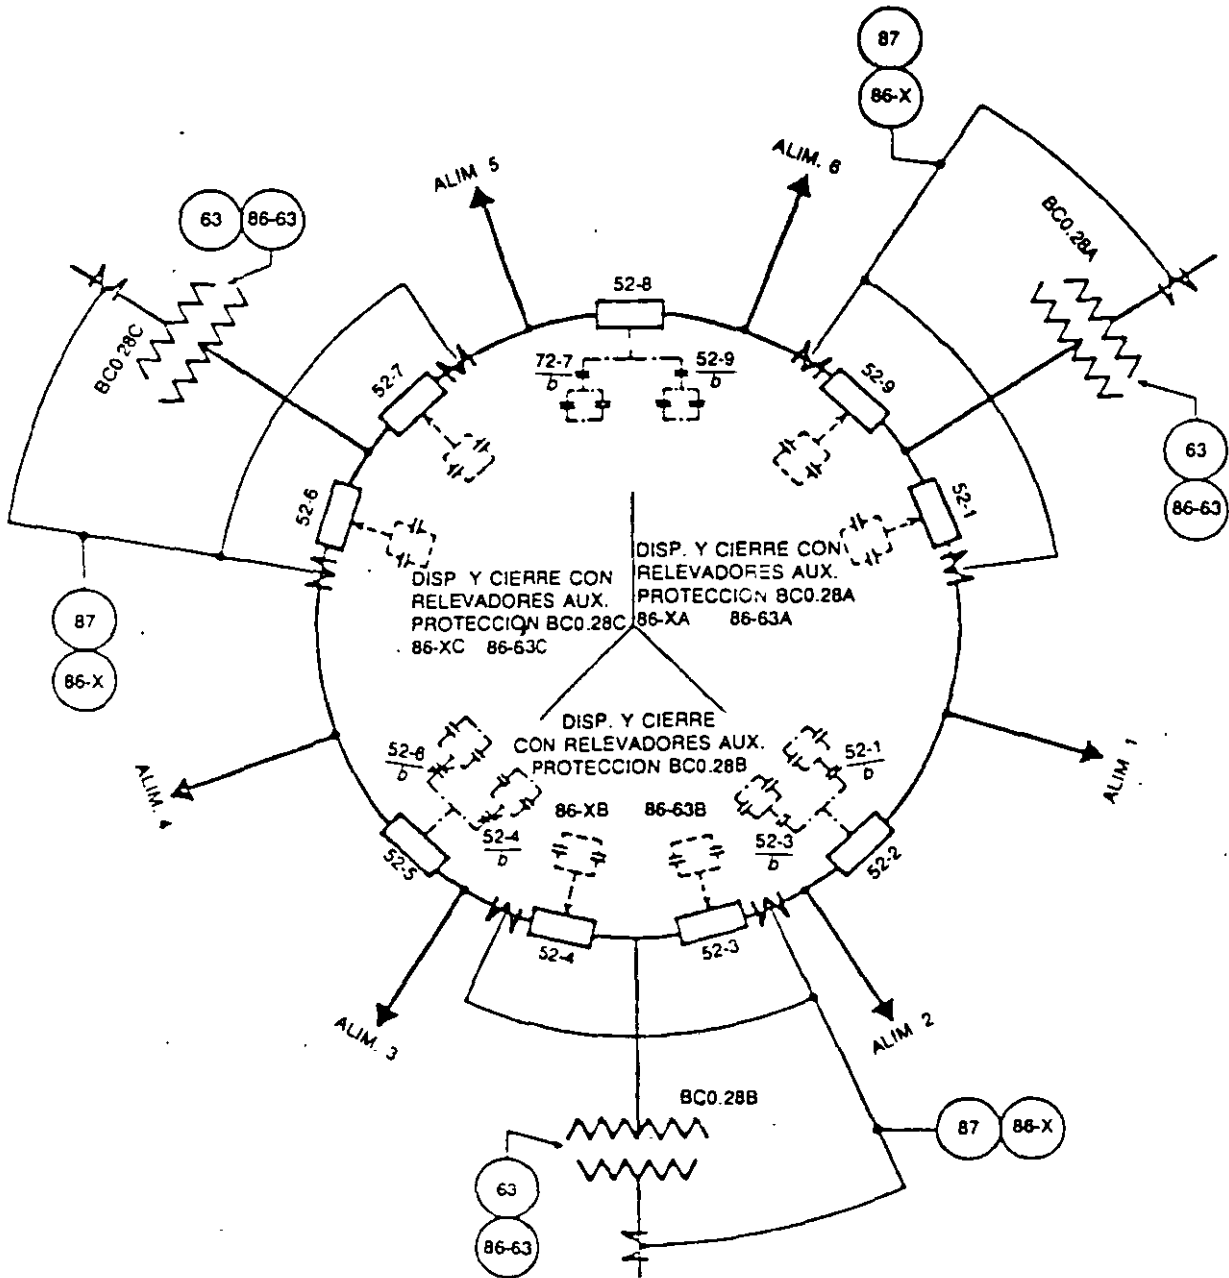 87
86-X
ALIM. 6
ALIM 5
BC0.28A
63
86-63
52-8
BC0.28C
72-7
b
52-9
b
52-7
52-9
63
52-6
52-1
86-63
DISP. Y CIERRE CON
RELEVADORES AUX.
PROTECCION BC0.28A
86-XA 86-63A
DISP Y CIERRE CON
RELEVADORES AUX.
PROTECCION BC0.28C
86-XC 86-63C
87
86-X
DISP. Y CIERRE
CON RELEVADORES AUX.
PROTECCION BC0.28B
86-XB 86-63B
52-6
b
52-1
b
ALIM 1
ALIM. 4
52-4
b
52-3
b
52-5
52-2
52-4
52-3
ALIM. 3
ALIM 2
BC0.28B
87
86-X
63
86-63